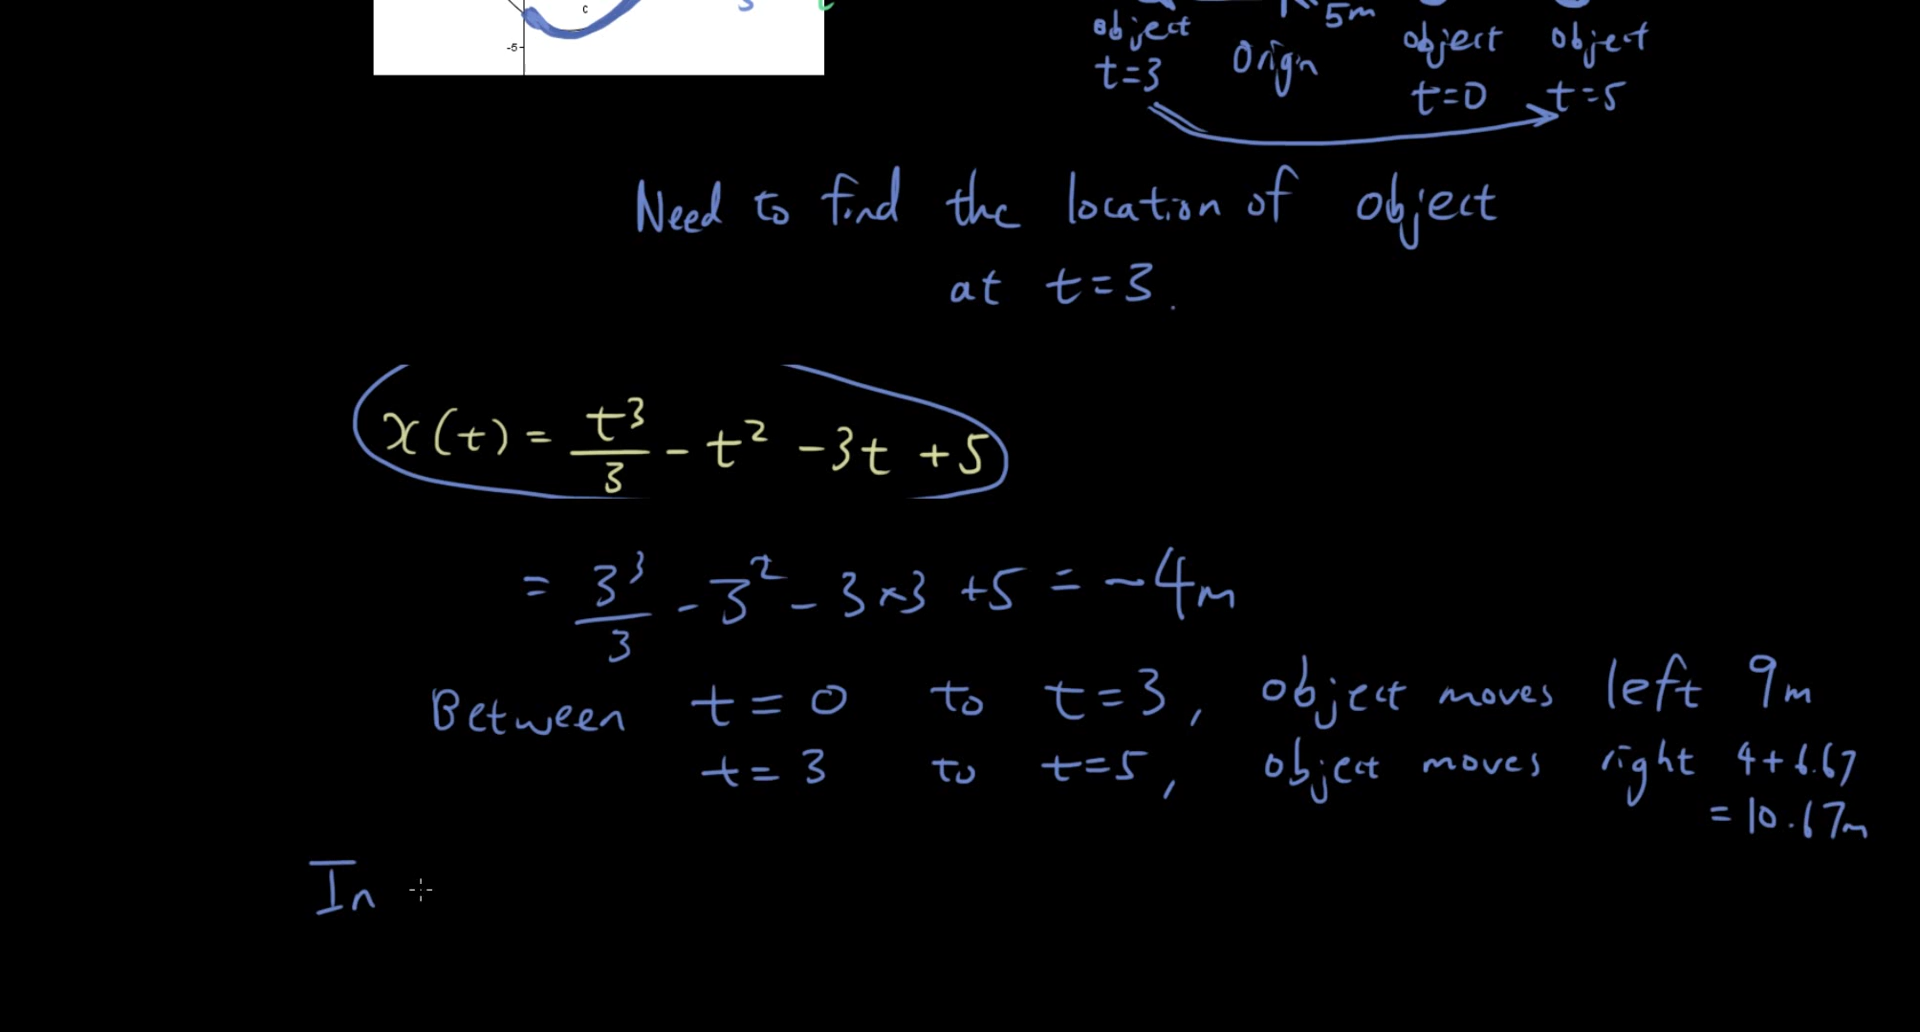 c
-5
5m
object
object
object
t=3
Origin
t=0
t=5
Need to find the location of object
at t=3.
x(t) = t³/3 - t² - 3t + 5
= 3³/3 - 3² - 3×3 + 5 = -4m
Between t = 0 to t = 3, object moves left 9m
t = 3 to t=5, object moves right 4+6.67
= 10.67m
In